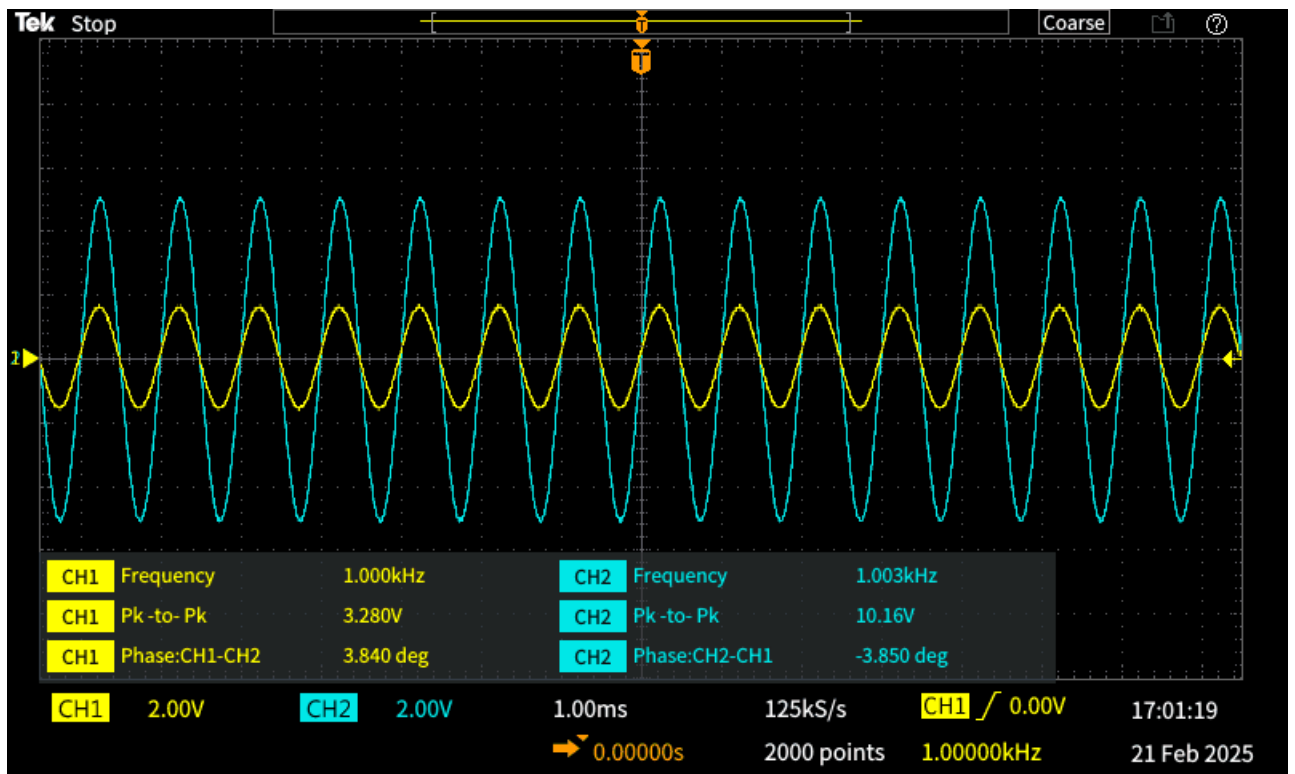 Tek Stop Coarse ?
T
T
2
CH1 Frequency 1.000kHz CH2 Frequency 1.003kHz
CH1 Pk-to-Pk 3.280V CH2 Pk-to-Pk 10.16V
CH1 Phase:CH1-CH2 3.840 deg CH2 Phase:CH2-CH1 -3.850 deg
CH1 2.00V CH2 2.00V 1.00ms 125kS/s CH1 0.00V 17:01:19
0.00000s 2000 points 1.00000kHz 21 Feb 2025